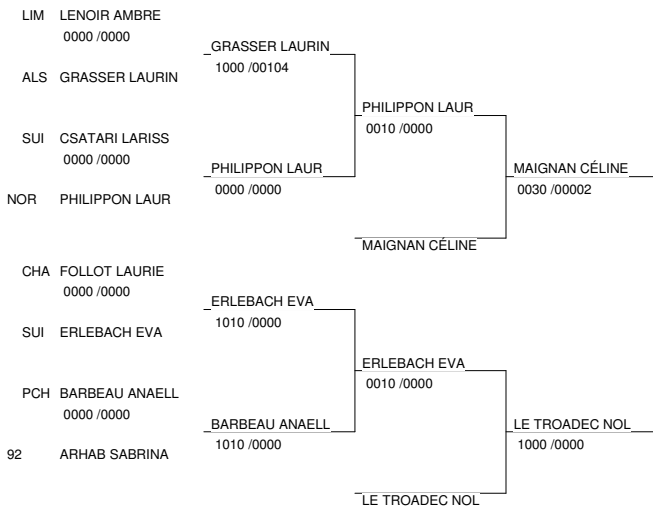 LIM LENOIR AMBRE
0000 /0000
GRASSER LAURIN
1000 /00104
ALS GRASSER LAURIN
PHILIPPON LAUR
0010 /0000
SUI CSATARI LARISS
0000 /0000
PHILIPPON LAUR
0000 /0000
MAIGNAN CÉLINE
0030 /00002
NOR PHILIPPON LAUR
MAIGNAN CÉLINE
CHA FOLLOT LAURIE
0000 /0000
ERLEBACH EVA
1010 /0000
SUI ERLEBACH EVA
ERLEBACH EVA
0010 /0000
PCH BARBEAU ANAELL
0000 /0000
BARBEAU ANAELL
1010 /0000
LE TROADEC NOL
1000 /0000
92 ARHAB SABRINA
LE TROADEC NOL